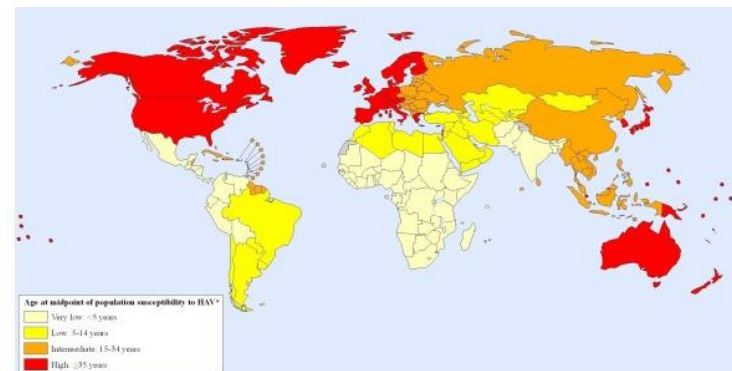 Age at midpoint of population susceptibility to HAV*
Very low: <5 years
Low: 5-14 years
Intermediate: 15-34 years
High: ≥35 years